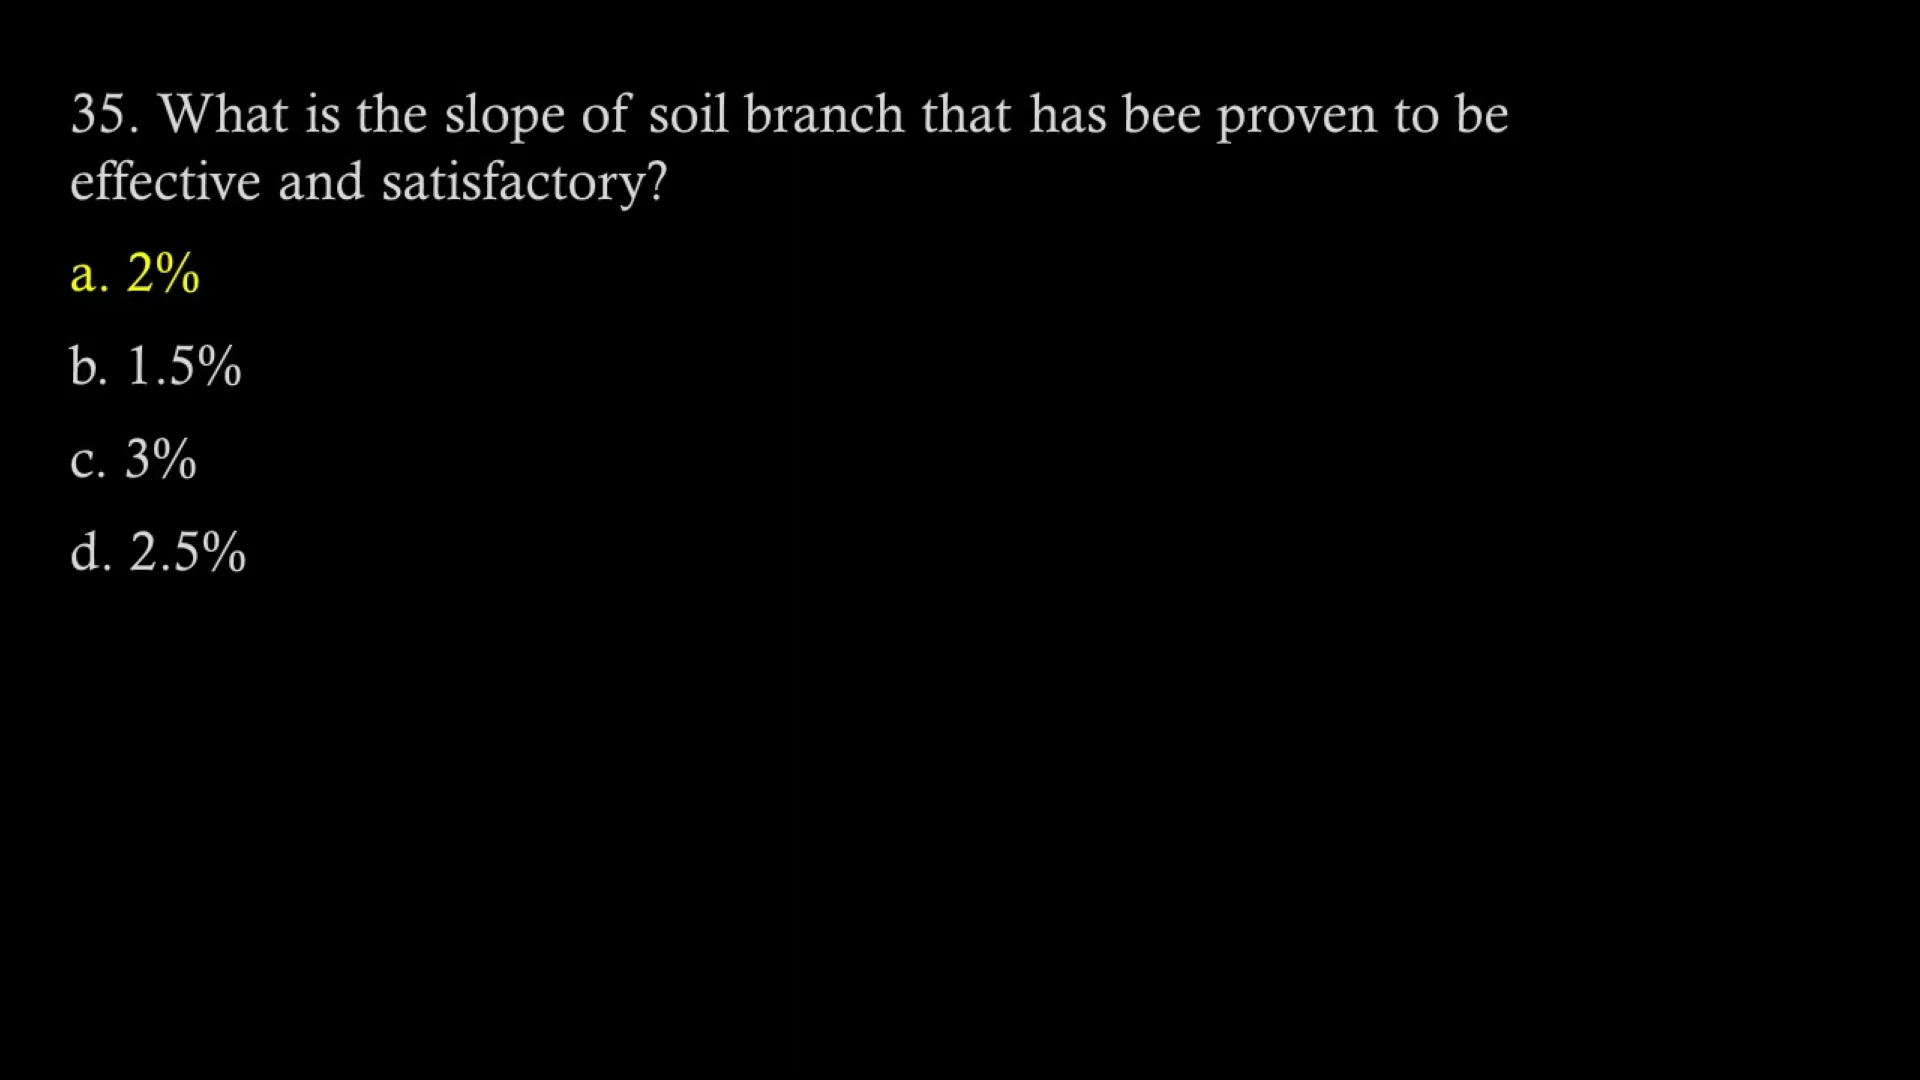 35. What is the slope of soil branch that has bee proven to be
effective and satisfactory?
a. 2%
b. 1.5%
c. 3%
d. 2.5%